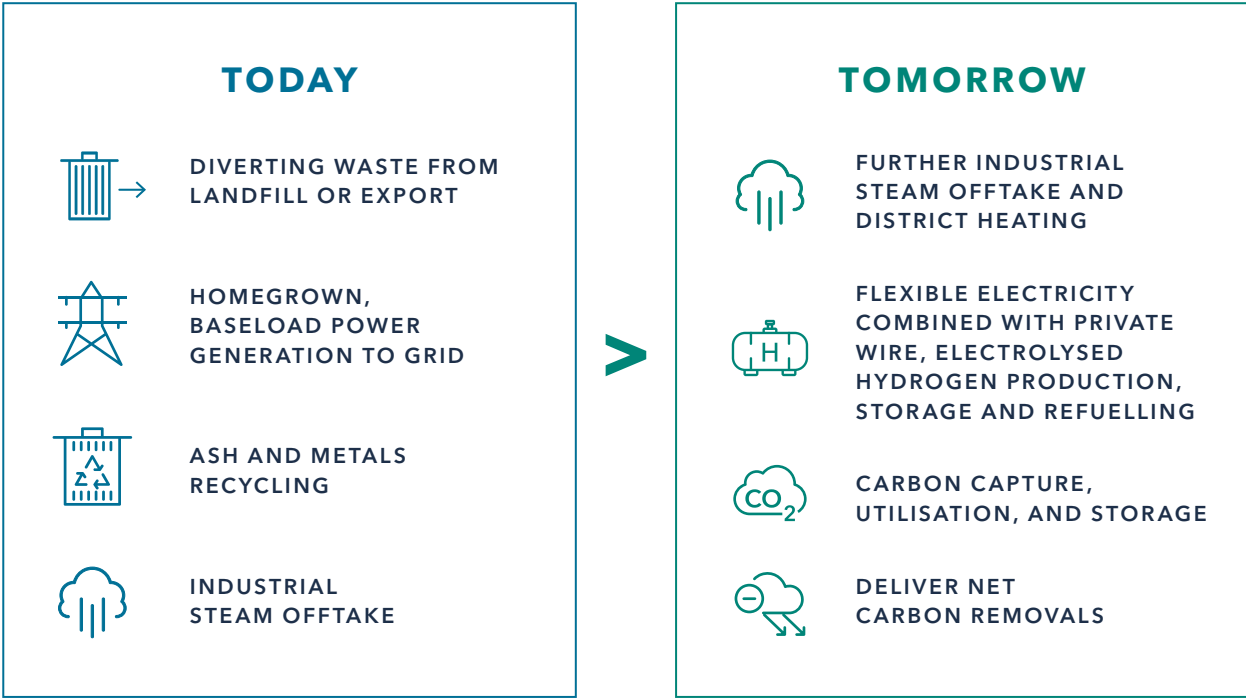 TODAY
DIVERTING WASTE FROM
LANDFILL OR EXPORT
HOMEGROWN,
BASELOAD POWER
GENERATION TO GRID
ASH AND METALS
RECYCLING
INDUSTRIAL
STEAM OFFTAKE
>
TOMORROW
FURTHER INDUSTRIAL
STEAM OFFTAKE AND
DISTRICT HEATING
H
FLEXIBLE ELECTRICITY
COMBINED WITH PRIVATE
WIRE, ELECTROLYSED
HYDROGEN PRODUCTION,
STORAGE AND REFUELLING
CO2
CARBON CAPTURE,
UTILISATION, AND STORAGE
DELIVER NET
CARBON REMOVALS